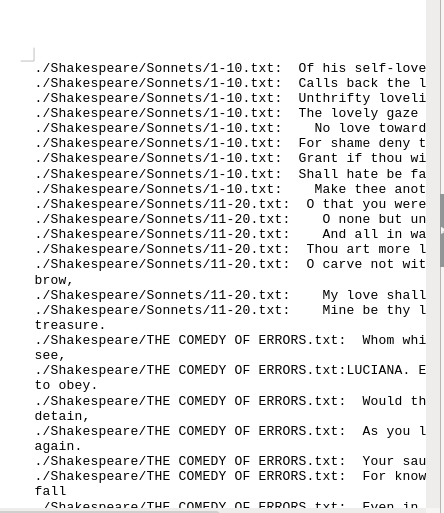 ./Shakespeare/Sonnets/1-10.txt:  Of his self-love
./Shakespeare/Sonnets/1-10.txt:  Calls back the l
./Shakespeare/Sonnets/1-10.txt:  Unthrifty loveli
./Shakespeare/Sonnets/1-10.txt:  The lovely gaze
./Shakespeare/Sonnets/1-10.txt:    No love toward
./Shakespeare/Sonnets/1-10.txt:  For shame deny t
./Shakespeare/Sonnets/1-10.txt:  Grant if thou wi
./Shakespeare/Sonnets/1-10.txt:  Shall hate be fa
./Shakespeare/Sonnets/1-10.txt:    Make thee anot
./Shakespeare/Sonnets/11-20.txt:  O that you were
./Shakespeare/Sonnets/11-20.txt:    O none but un
./Shakespeare/Sonnets/11-20.txt:    And all in wa
./Shakespeare/Sonnets/11-20.txt:  Thou art more l
./Shakespeare/Sonnets/11-20.txt:  O carve not wit
brow,
./Shakespeare/Sonnets/11-20.txt:    My love shall
./Shakespeare/Sonnets/11-20.txt:    Mine be thy l
treasure.
./Shakespeare/THE COMEDY OF ERRORS.txt:  Whom whi
see,
./Shakespeare/THE COMEDY OF ERRORS.txt:LUCIANA. E
to obey.
./Shakespeare/THE COMEDY OF ERRORS.txt:  Would th
detain,
./Shakespeare/THE COMEDY OF ERRORS.txt:  As you l
again.
./Shakespeare/THE COMEDY OF ERRORS.txt:  Your sau
./Shakespeare/THE COMEDY OF ERRORS.txt:  For know
fall
./Shakespeare/THE COMEDY OF ERRORS.txt:  Even in